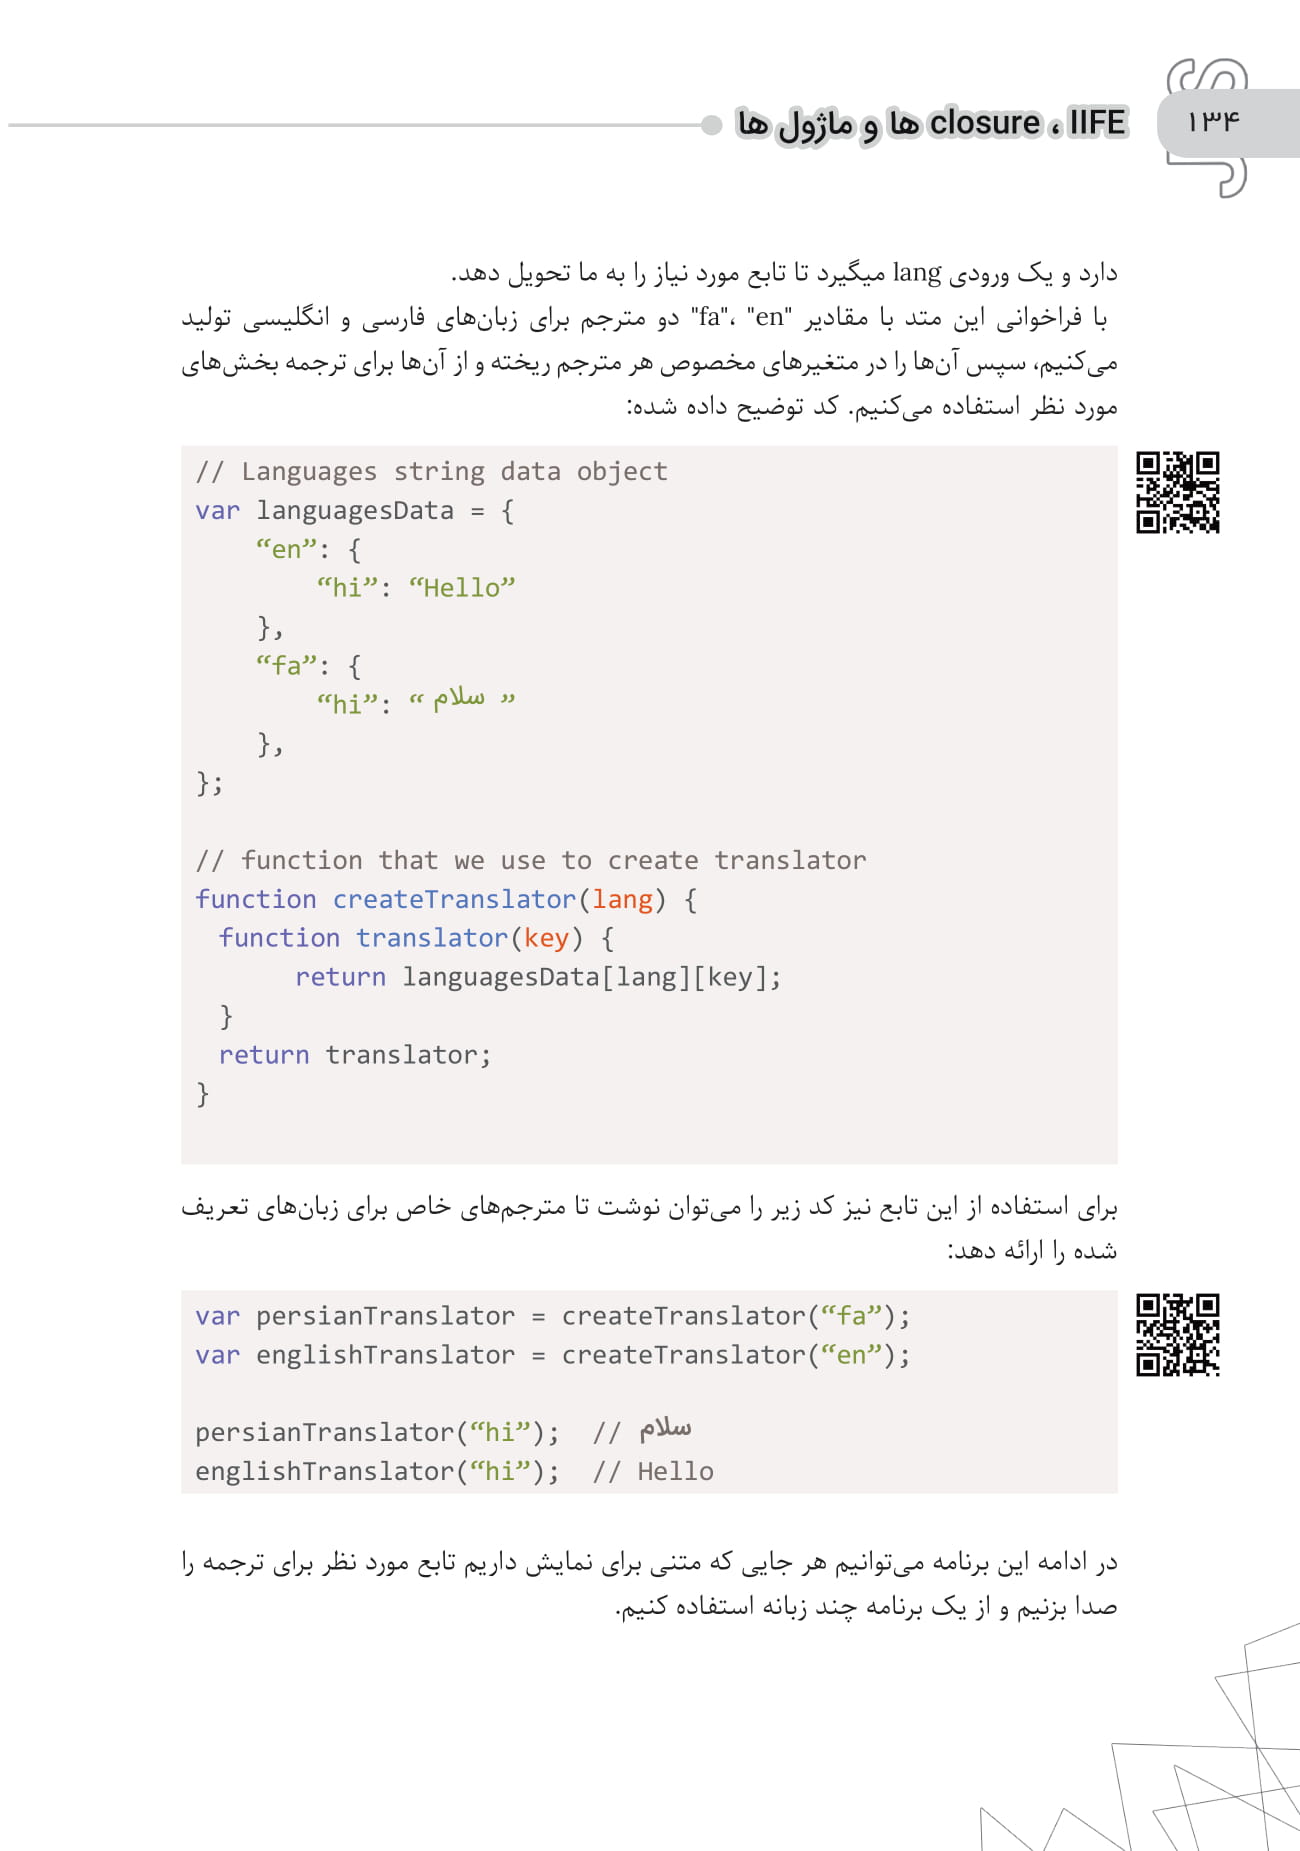 ۱۳۴
IIFE ، closure ها و ماژول ها
دارد و یک ورودی lang میگیرد تا تابع مورد نیاز را به ما تحویل دهد.
با فراخوانی این متد با مقادیر "fa"، "en" دو مترجم برای زبان‌های فارسی و انگلیسی تولید
می‌کنیم، سپس آن‌ها را در متغیرهای مخصوص هر مترجم ریخته و از آن‌ها برای ترجمه بخش‌های
مورد نظر استفاده می‌کنیم. کد توضیح داده شده:
// Languages string data object
var languagesData = {
    “en”: {
        “hi”: “Hello”
    },
    “fa”: {
        “hi”: “ سلام ”
    },
};
// function that we use to create translator
function createTranslator(lang) {
  function translator(key) {
       return languagesData[lang][key];
  }
  return translator;
}
برای استفاده از این تابع نیز کد زیر را می‌توان نوشت تا مترجم‌های خاص برای زبان‌های تعریف
شده را ارائه دهد:
var persianTranslator = createTranslator(“fa”);
var englishTranslator = createTranslator(“en”);
persianTranslator(“hi”);  // سلام
englishTranslator(“hi”);  // Hello
در ادامه این برنامه می‌توانیم هر جایی که متنی برای نمایش داریم تابع مورد نظر برای ترجمه را
صدا بزنیم و از یک برنامه چند زبانه استفاده کنیم.